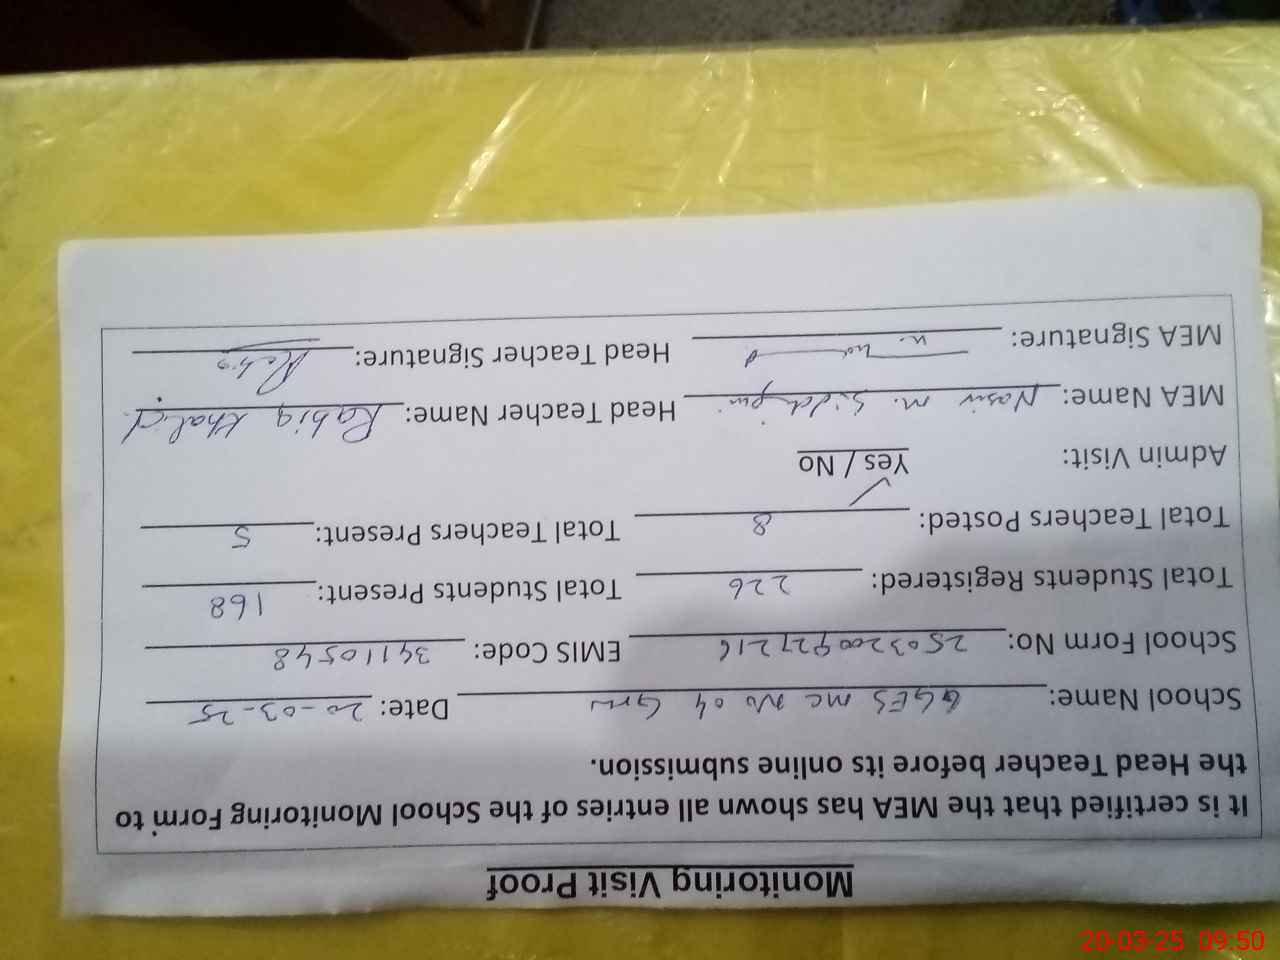 Monitoring Visit Proof
It is certified that the MEA has shown all entries of the School Monitoring Form to
the Head Teacher before its online submission.
School Name: GGES MC No 04 Grw Date: 20-03-25
School Form No: 2503200927216 EMIS Code: 34110548
Total Students Registered: 226 Total Students Present: 168
Total Teachers Posted: 8 Total Teachers Present: 5
Admin Visit: Yes / No
MEA Name: Nasir M. Head Teacher Name: Rabia Khalid
MEA Signature: Head Teacher Signature: Rabia
20-03-25 09:50